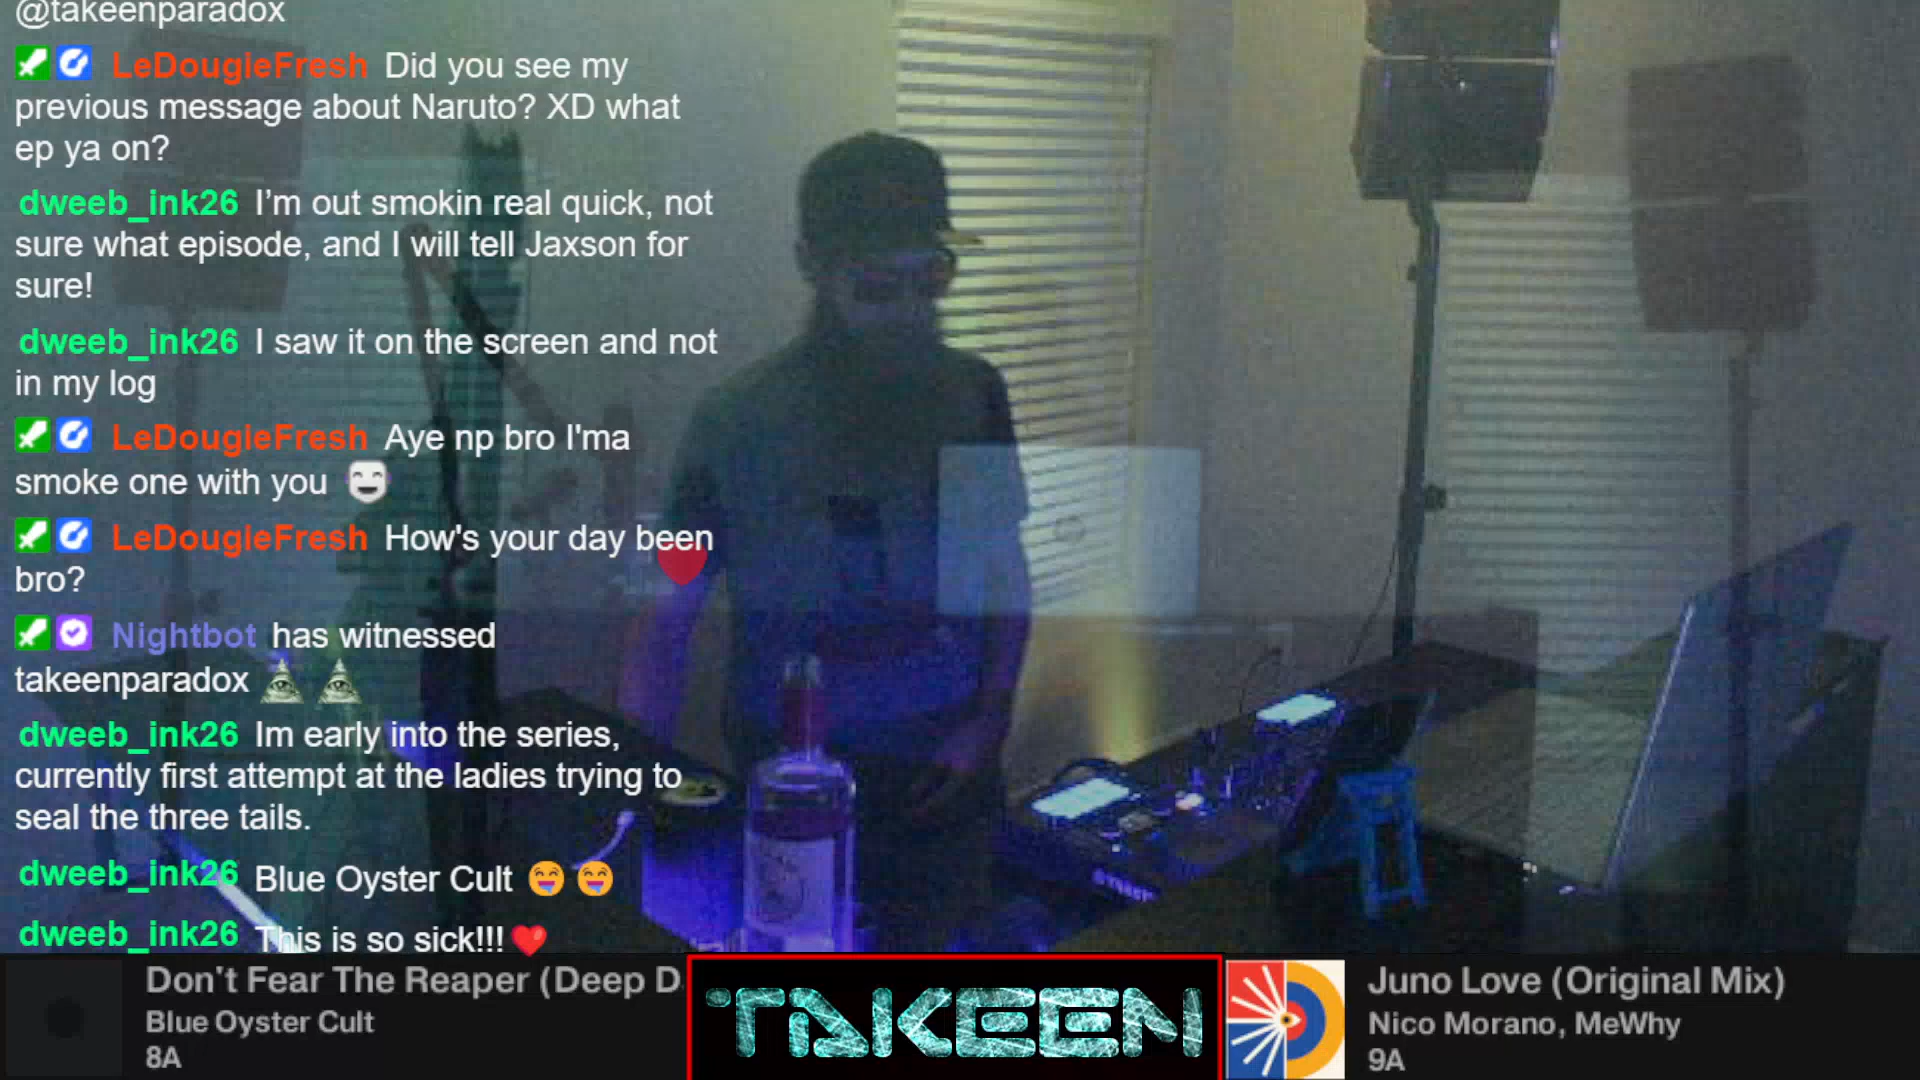 @takeenparadox
LeDougieFresh Did you see my
previous message about Naruto? XD what
ep ya on?
dweeb_ink26 I’m out smokin real quick, not
sure what episode, and I will tell Jaxson for
sure!
dweeb_ink26 I saw it on the screen and not
in my log
LeDougieFresh Aye np bro I'ma
smoke one with you
LeDougieFresh How's your day been
bro?
Nightbot has witnessed
takeenparadox
dweeb_ink26 Im early into the series,
currently first attempt at the ladies trying to
seal the three tails.
dweeb_ink26 Blue Oyster Cult 😝 😝
dweeb_ink26 This is so sick!!! ❤️
Don't Fear The Reaper (Deep D
Blue Oyster Cult
8A
TAKEEN
Juno Love (Original Mix)
Nico Morano, MeWhy
9A